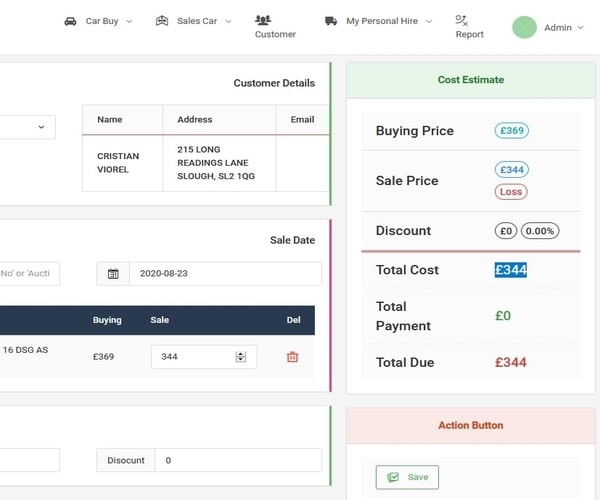 Car Buy
Sales Car
Customer
My Personal Hire
Report
Admin
Customer Details
Name Address Email
CRISTIAN
VIOREL
215 LONG
READINGS LANE
SLOUGH, SL2 1QG
Sale Date
No' or 'Aucti
2020-08-23
Buying Sale Del
16 DSG AS
£369
344
Disocunt 0
Cost Estimate
Buying Price £369
Sale Price £344
Loss
Discount £0 0.00%
Total Cost £344
Total
Payment
£0
Total Due £344
Action Button
Save